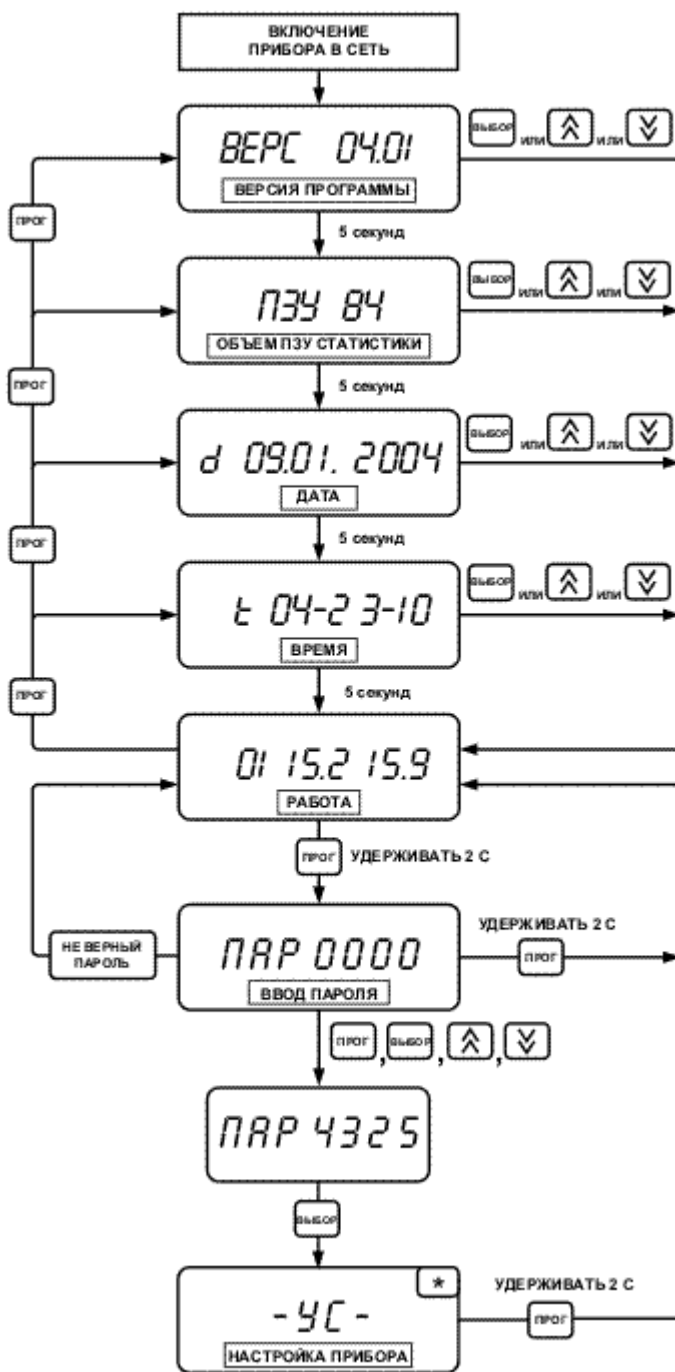 ВКЛЮЧЕНИЕ
ПРИБОРА В СЕТЬ
ВЕРС 04.01
ВЕРСИЯ ПРОГРАММЫ
ВЫБОР или или
ПРОГ
5 секунд
ПЗУ 84
ОБЪЕМ ПЗУ СТАТИСТИКИ
ВЫБОР или или
ПРОГ
5 секунд
d 09.01. 2004
ДАТА
ВЫБОР или или
ПРОГ
5 секунд
t 04-23-10
ВРЕМЯ
ВЫБОР или или
ПРОГ
5 секунд
01 15.2 15.9
РАБОТА
ПРОГ УДЕРЖИВАТЬ 2 С
НЕ ВЕРНЫЙ
ПАРОЛЬ
ПАР 0000
ВВОД ПАРОЛЯ
УДЕРЖИВАТЬ 2 С
ПРОГ
ПРОГ , ВЫБОР , ,
ПАР 4325
ВЫБОР
*
-УС-
НАСТРОЙКА ПРИБОРА
УДЕРЖИВАТЬ 2 С
ПРОГ